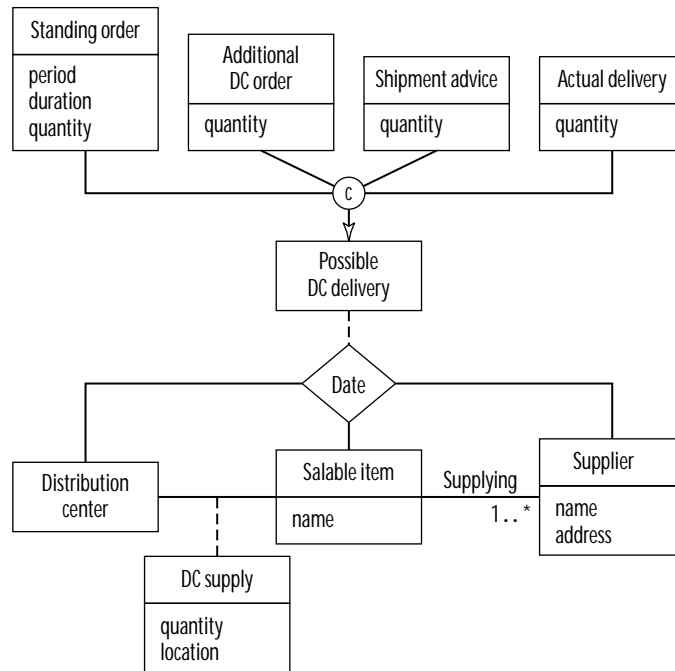 Standing order
period
duration
quantity
Additional
DC order
quantity
Shipment advice
quantity
Actual delivery
quantity
C
Possible
DC delivery
Date
Distribution
center
Salable item
name
Supplying
1..*
Supplier
name
address
DC supply
quantity
location